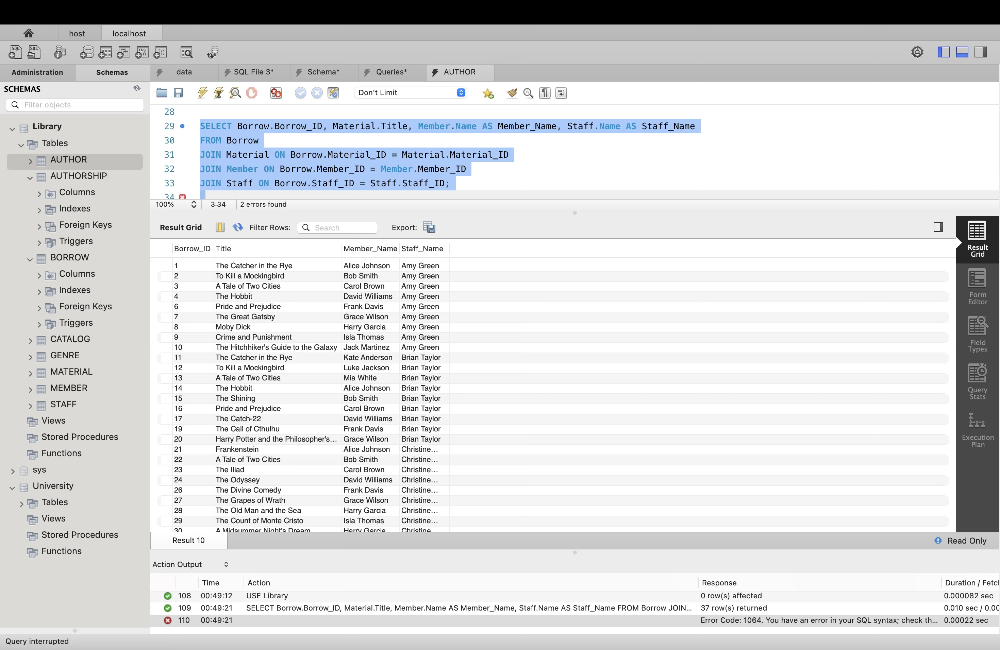 host
localhost
SQL
SQL
Administration
Schemas
data
SQL File 3*
Schema*
Queries*
AUTHOR
SCHEMAS
Filter objects
Don't Limit
Library
Tables
AUTHOR
AUTHORSHIP
Columns
Indexes
Foreign Keys
Triggers
BORROW
Columns
Indexes
Foreign Keys
Triggers
CATALOG
GENRE
MATERIAL
MEMBER
STAFF
Views
Stored Procedures
Functions
sys
University
Tables
Views
Stored Procedures
Functions
28
29 SELECT Borrow.Borrow_ID, Material.Title, Member.Name AS Member_Name, Staff.Name AS Staff_Name
30 FROM Borrow
31 JOIN Material ON Borrow.Material_ID = Material.Material_ID
32 JOIN Member ON Borrow.Member_ID = Member.Member_ID
33 JOIN Staff ON Borrow.Staff_ID = Staff.Staff_ID;
34
100% 3:34 2 errors found
Result Grid Filter Rows: Search Export:
Borrow_ID Title Member_Name Staff_Name
1 The Catcher in the Rye Alice Johnson Amy Green
2 To Kill a Mockingbird Bob Smith Amy Green
3 A Tale of Two Cities Carol Brown Amy Green
4 The Hobbit David Williams Amy Green
6 Pride and Prejudice Frank Davis Amy Green
7 The Great Gatsby Grace Wilson Amy Green
8 Moby Dick Harry Garcia Amy Green
9 Crime and Punishment Isla Thomas Amy Green
10 The Hitchhiker's Guide to the Galaxy Jack Martinez Amy Green
11 The Catcher in the Rye Kate Anderson Brian Taylor
12 To Kill a Mockingbird Luke Jackson Brian Taylor
13 A Tale of Two Cities Mia White Brian Taylor
14 The Hobbit Alice Johnson Brian Taylor
15 The Shining Bob Smith Brian Taylor
16 Pride and Prejudice Carol Brown Brian Taylor
17 The Catch-22 David Williams Brian Taylor
19 The Call of Cthulhu Frank Davis Brian Taylor
20 Harry Potter and the Philosopher's... Grace Wilson Brian Taylor
21 Frankenstein Alice Johnson Christine...
22 A Tale of Two Cities Bob Smith Christine...
23 The Iliad Carol Brown Christine...
24 The Odyssey David Williams Christine...
26 The Divine Comedy Frank Davis Christine...
27 The Grapes of Wrath Grace Wilson Christine...
28 The Old Man and the Sea Harry Garcia Christine...
29 The Count of Monte Cristo Isla Thomas Christine...
30 A Midsummer Night's Dream Harry Garcia Christine
Result
Grid
Form
Editor
Field
Types
Query
Stats
Execution
Plan
Result 10
Read Only
Action Output
Time Action Response Duration / Fetch
108 00:49:12 USE Library 0 row(s) affected 0.000082 sec
109 00:49:21 SELECT Borrow.Borrow_ID, Material.Title, Member.Name AS Member_Name, Staff.Name AS Staff_Name FROM Borrow JOIN... 37 row(s) returned 0.010 sec / 0.00
110 00:49:21 Error Code: 1064. You have an error in your SQL syntax; check th... 0.00022 sec
Query interrupted